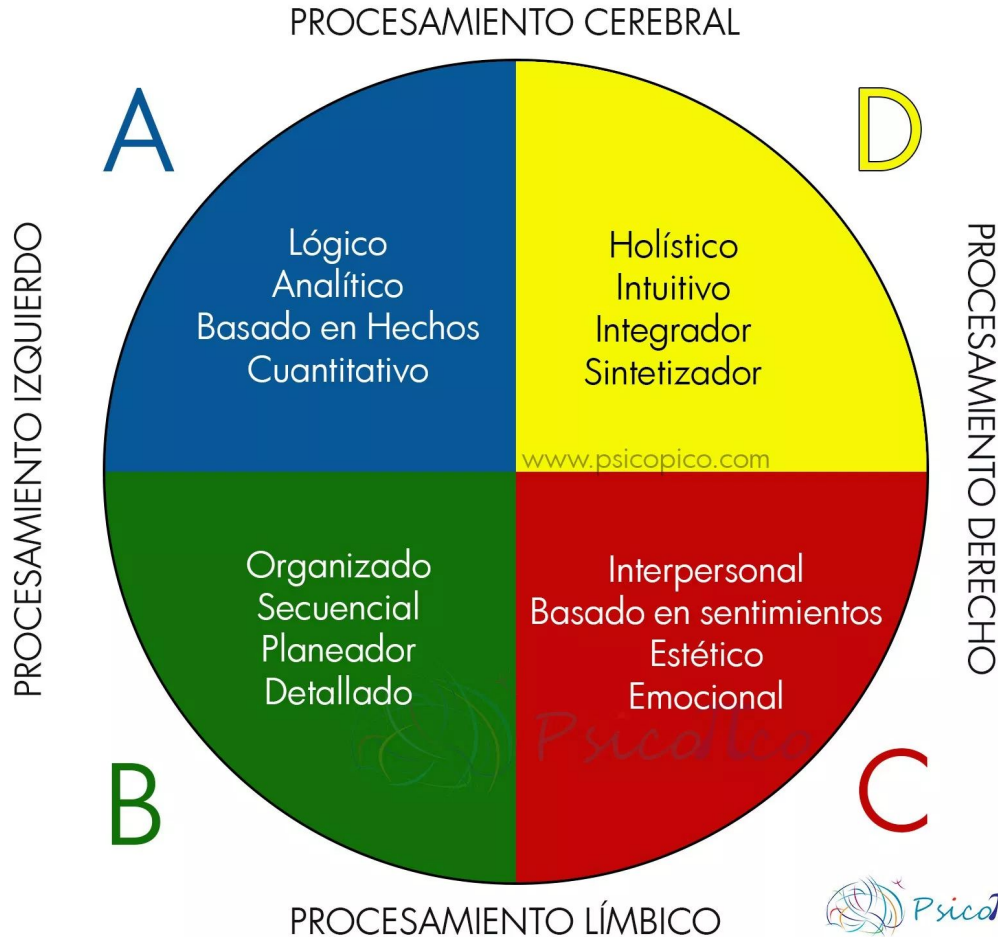 PROCESAMIENTO CEREBRAL
A
D
PROCESAMIENTO IZQUIERDO
PROCESAMIENTO DERECHO
Lógico
Analítico
Basado en Hechos
Cuantitativo
Holístico
Intuitivo
Integrador
Sintetizador
www.psicopico.com
Organizado
Secuencial
Planeador
Detallado
Interpersonal
Basado en sentimientos
Estético
Emocional
B
C
PROCESAMIENTO LÍMBICO